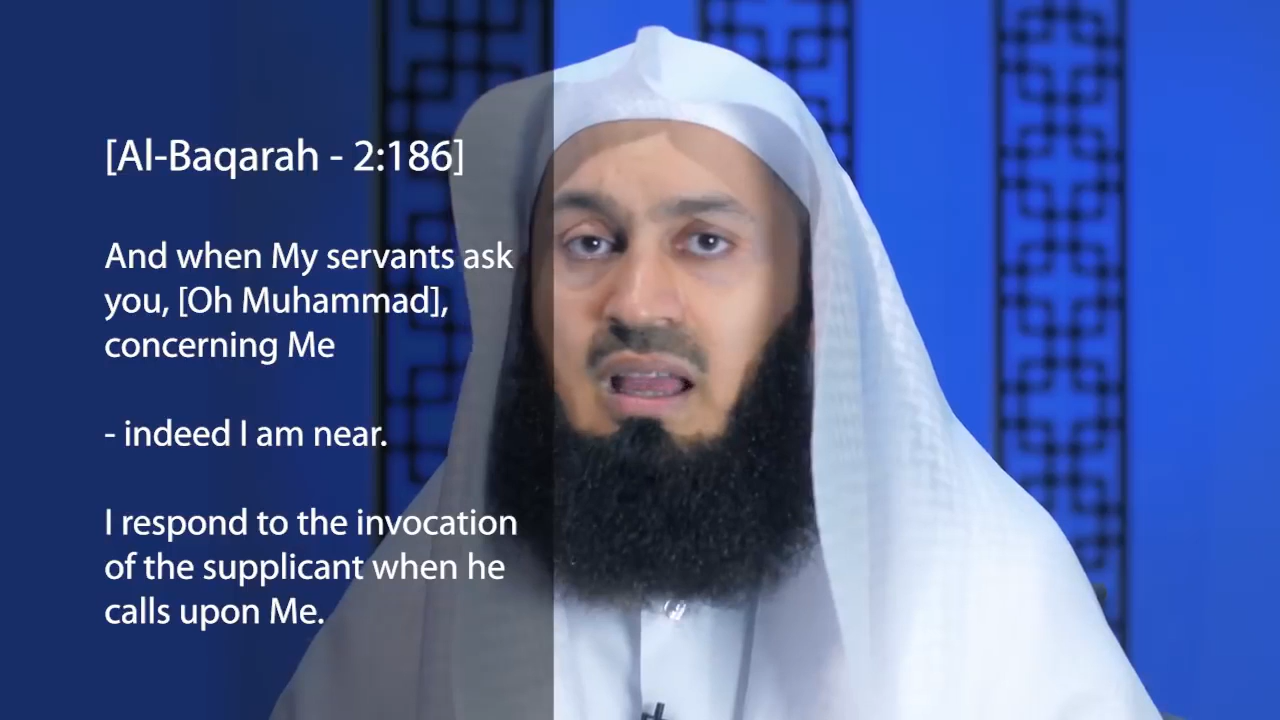 [Al-Baqarah - 2:186]
And when My servants ask
you, [Oh Muhammad],
concerning Me
- indeed I am near.
I respond to the invocation
of the supplicant when he
calls upon Me.